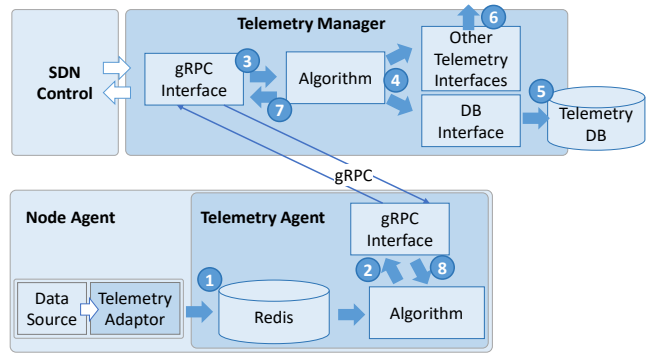 Telemetry Manager
6
SDN
Control
gRPC
Interface
3
7
Algorithm
4
Other
Telemetry
Interfaces
DB
Interface
5
Telemetry
DB
gRPC
Node Agent
Telemetry Agent
gRPC
Interface
2
8
1
Data
Source
Telemetry
Adaptor
Redis
Algorithm